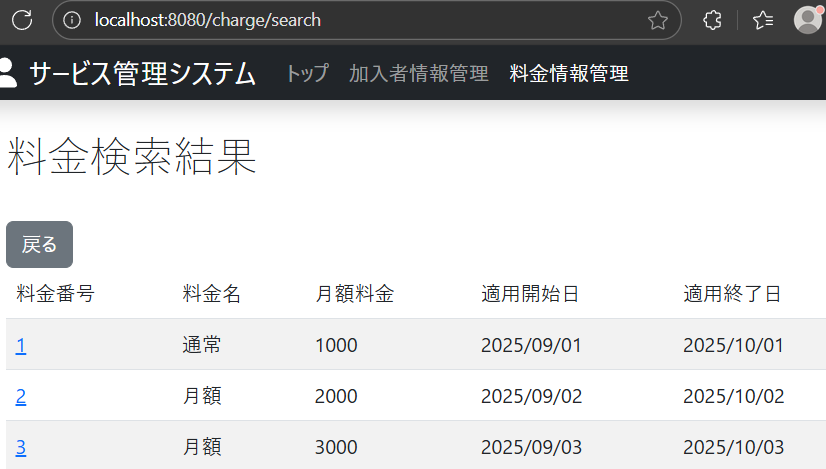 localhost:8080/charge/search
サービス管理システム トップ 加入者情報管理 料金情報管理
料金検索結果
戻る
料金番号 料金名 月額料金 適用開始日 適用終了日
1 通常 1000 2025/09/01 2025/10/01
2 月額 2000 2025/09/02 2025/10/02
3 月額 3000 2025/09/03 2025/10/03